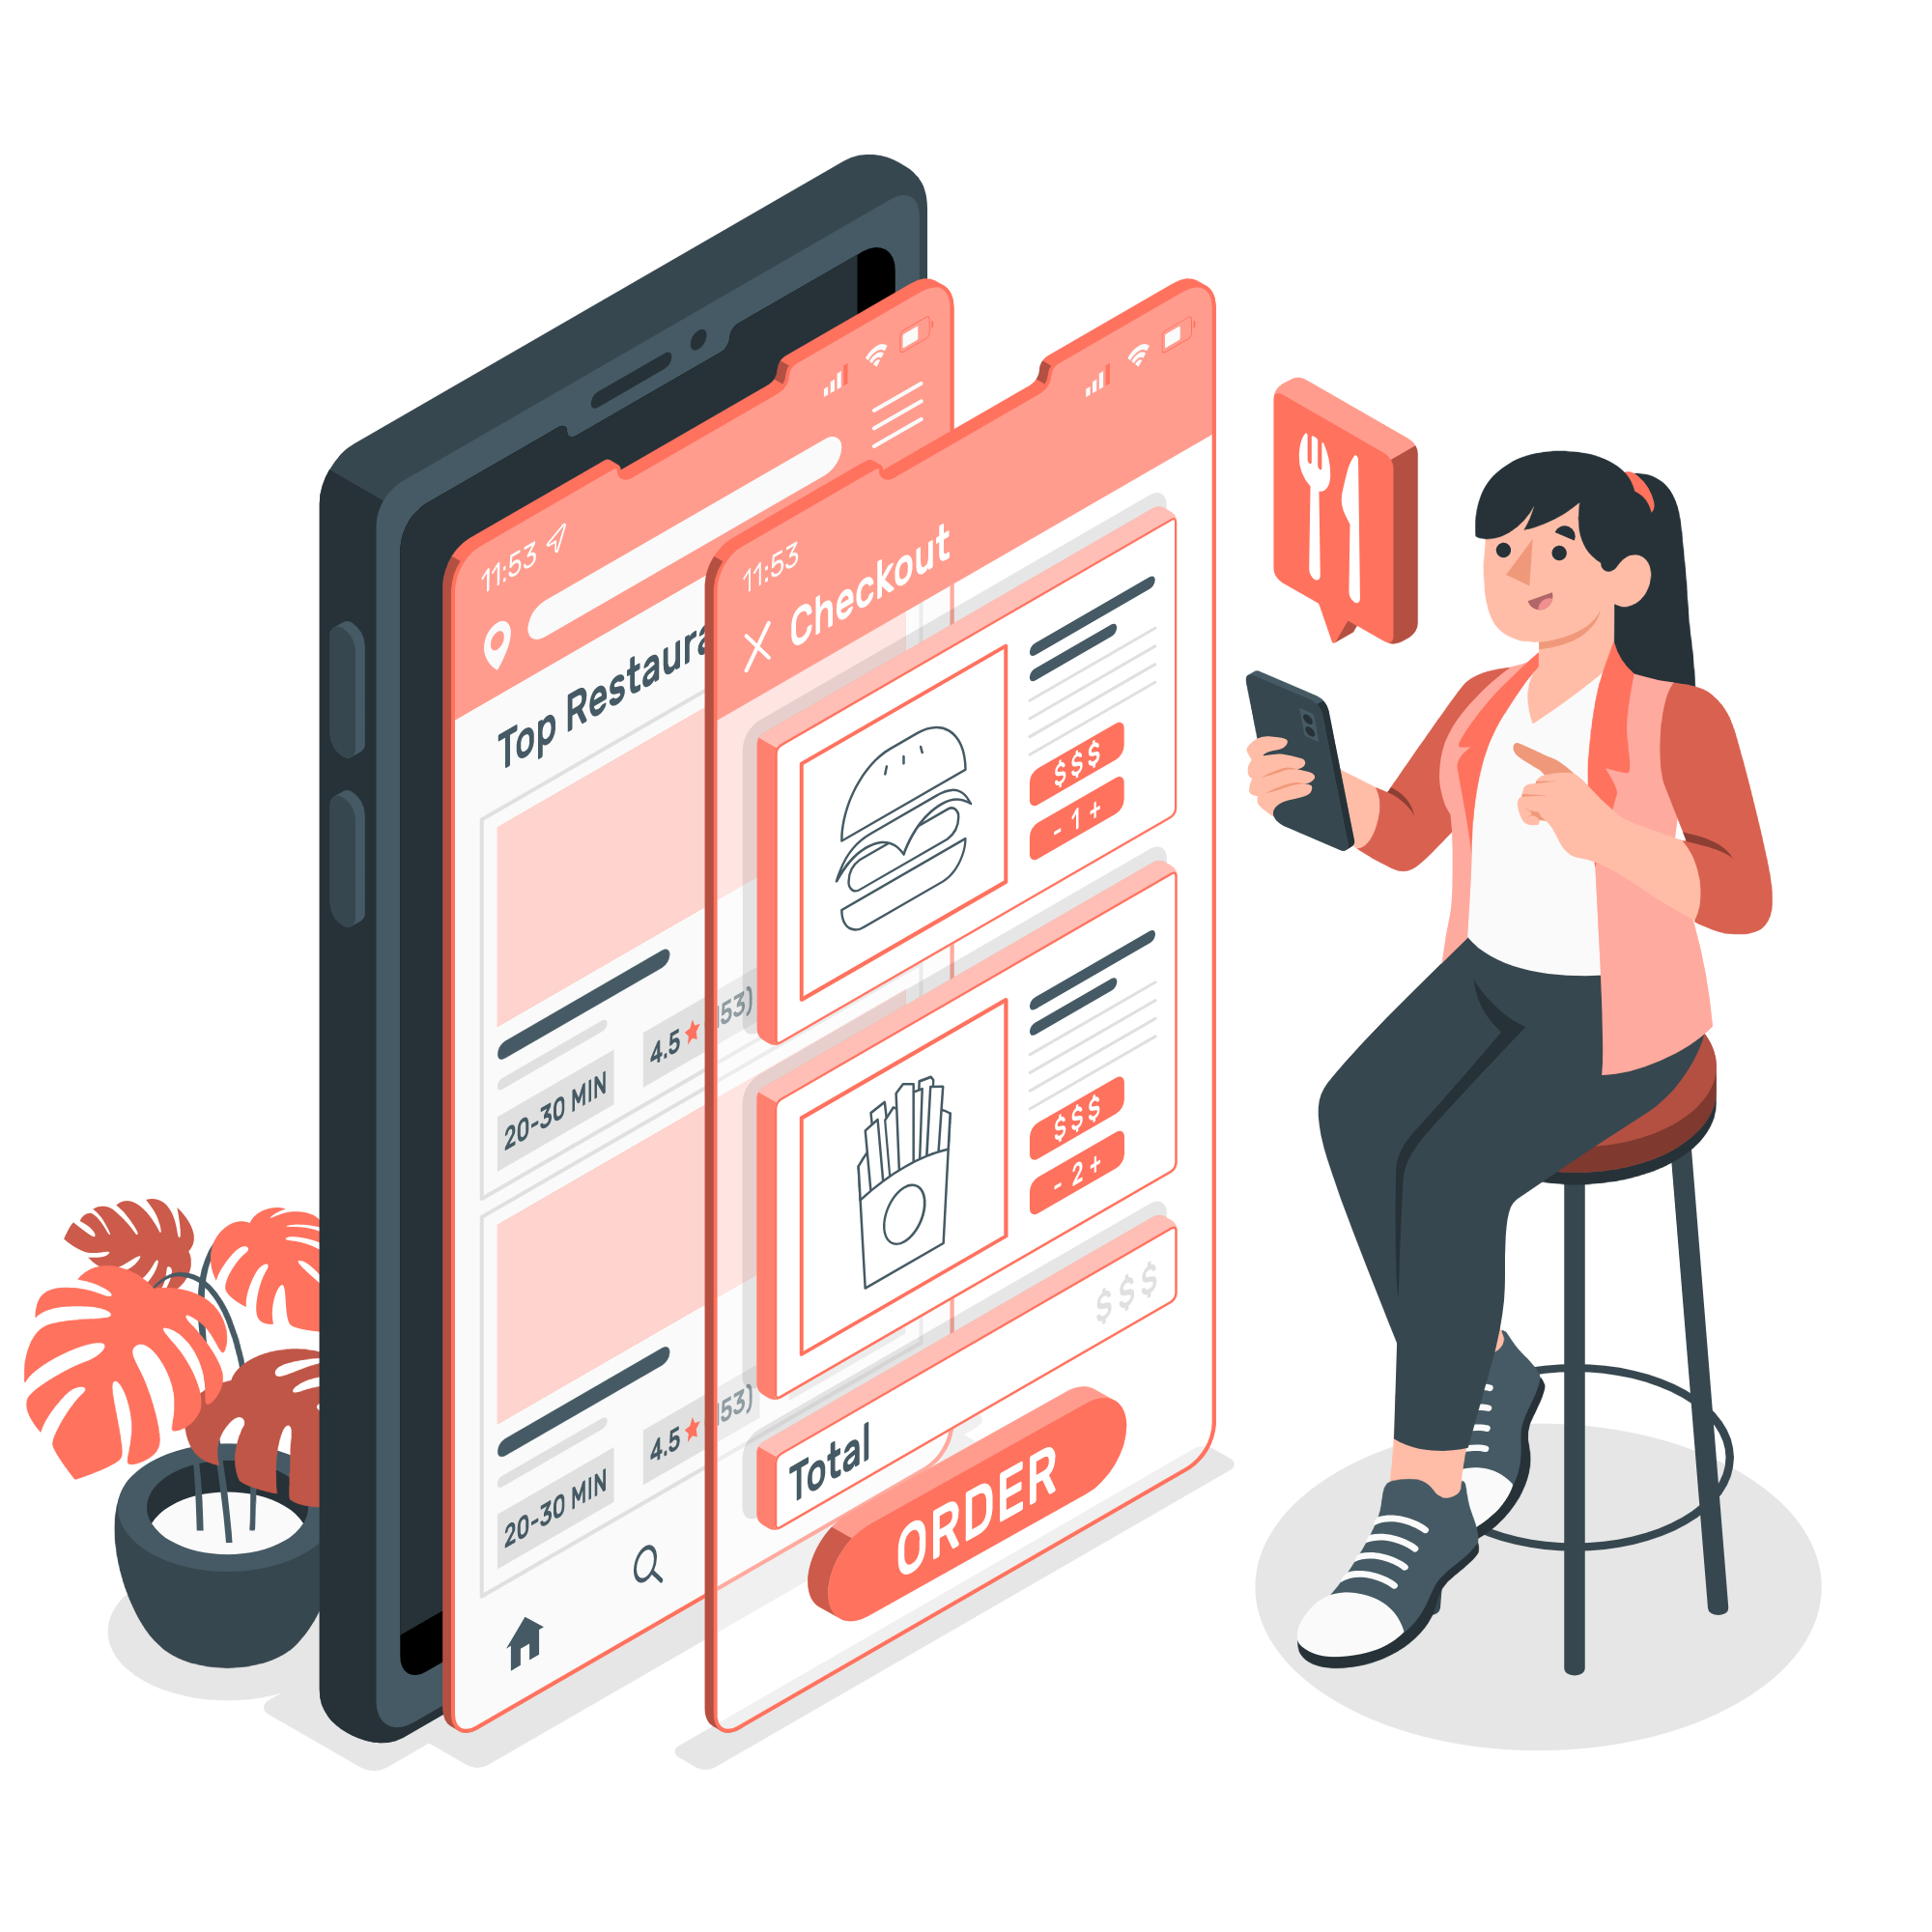 11:53
Top Restaura
4.5
53)
20-30 MIN
4.5
53)
20-30 MIN
11:53
Checkout
$$$
- 1 +
$$$
- 2 +
$$$
Total
ORDER